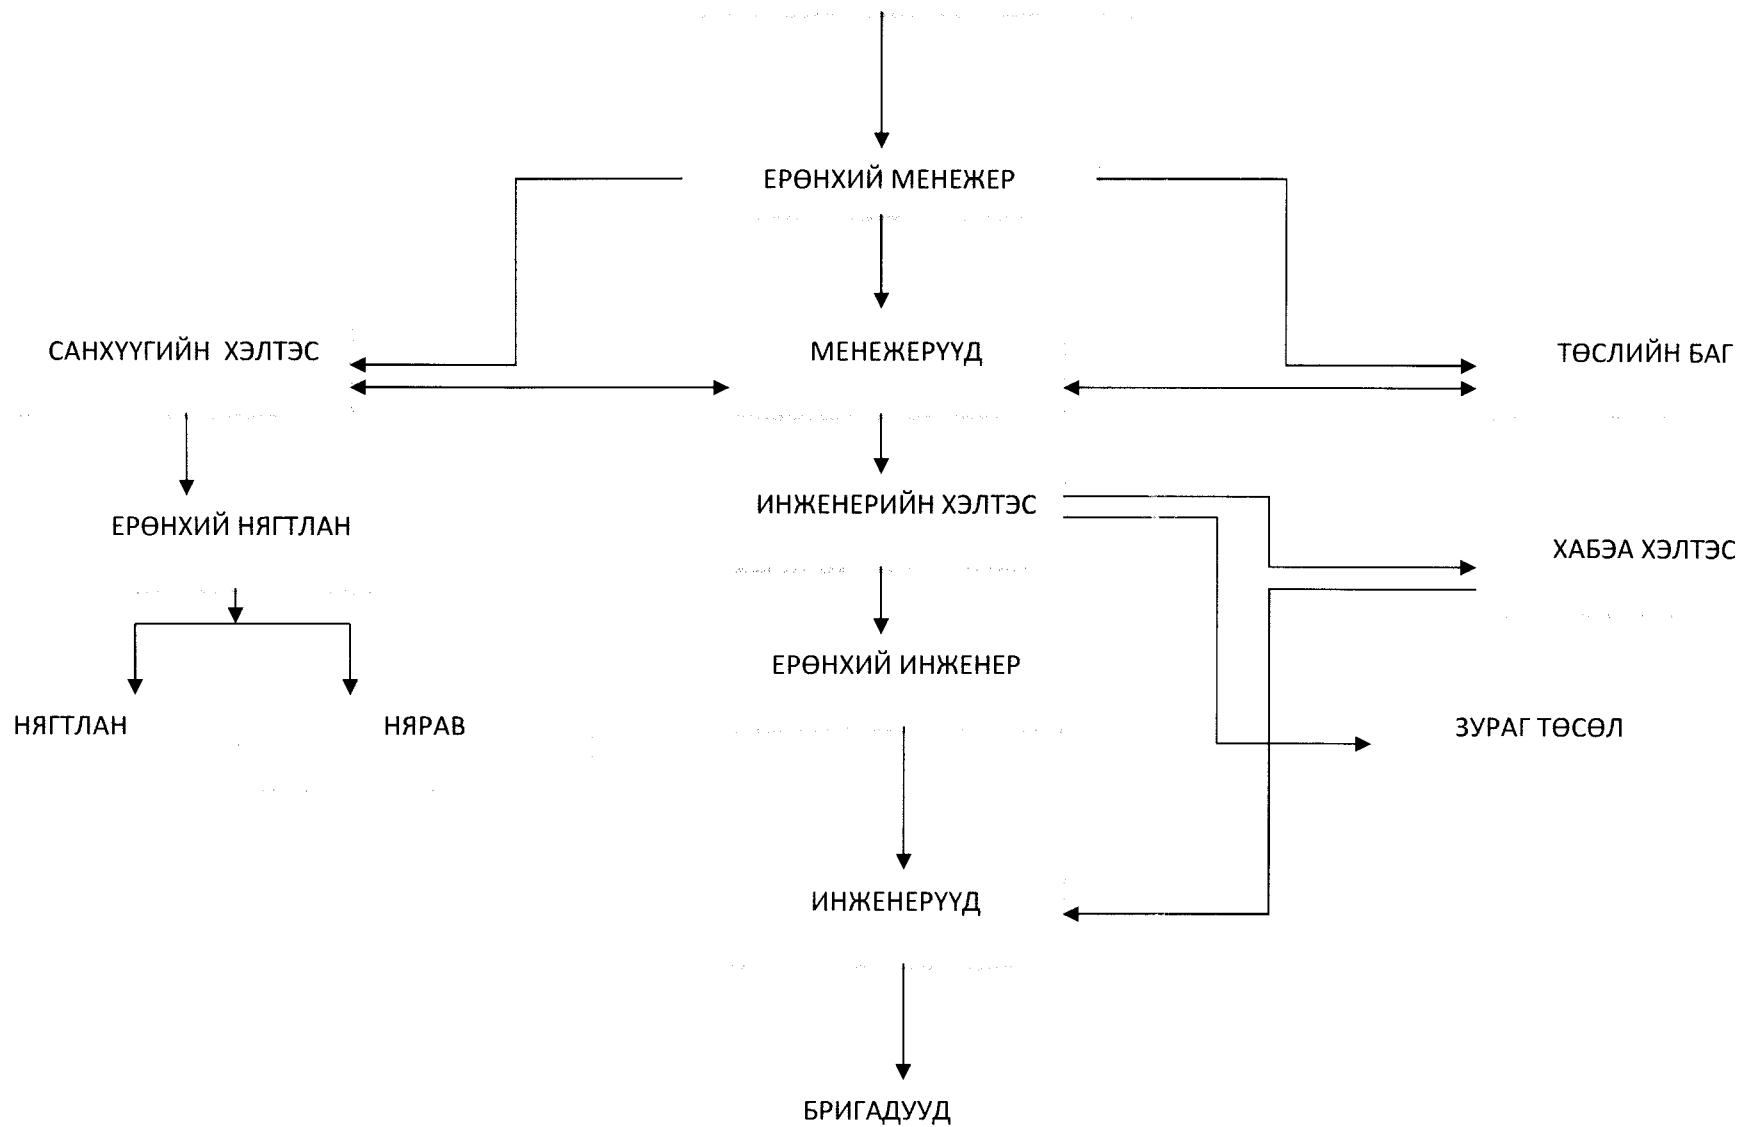 ЕРӨНХИЙ МЕНЕЖЕР
САНХҮҮГИЙН ХЭЛТЭС
МЕНЕЖЕРҮҮД
ТӨСЛИЙН БАГ
ИНЖЕНЕРИЙН ХЭЛТЭС
ЕРӨНХИЙ НЯГТЛАН
ХАБЭА ХЭЛТЭС
ЕРӨНХИЙ ИНЖЕНЕР
НЯГТЛАН
НЯРАВ
ЗУРАГ ТӨСӨЛ
ИНЖЕНЕРҮҮД
БРИГАДУУД